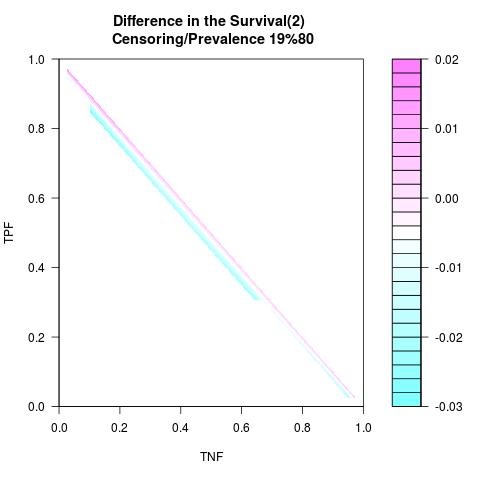 Difference in the Survival(2)
Censoring/Prevalence 19%80
1.0
0.8
0.6
0.4
0.2
0.0
TPF
0.0 0.2 0.4 0.6 0.8 1.0
TNF
0.02
0.01
0.00
-0.01
-0.02
-0.03